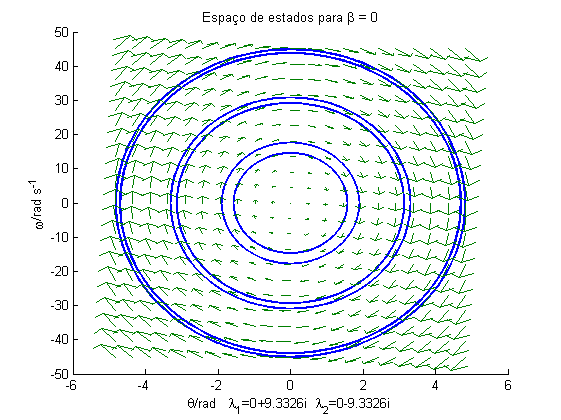 Espaço de estados para β = 0
50
40
30
20
10
0
-10
-20
-30
-40
-50
ω/rad s⁻¹
-6 -4 -2 0 2 4 6
θ/rad λ₁=0+9.3326i λ₂=0-9.3326i